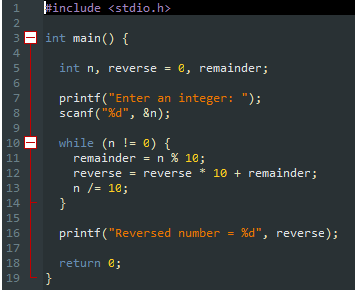 1 #include <stdio.h>
2
3 int main() {
4
5 int n, reverse = 0, remainder;
6
7 printf("Enter an integer: ");
8 scanf("%d", &n);
9
10 while (n != 0) {
11 remainder = n % 10;
12 reverse = reverse * 10 + remainder;
13 n /= 10;
14 }
15
16 printf("Reversed number = %d", reverse);
17
18 return 0;
19 }